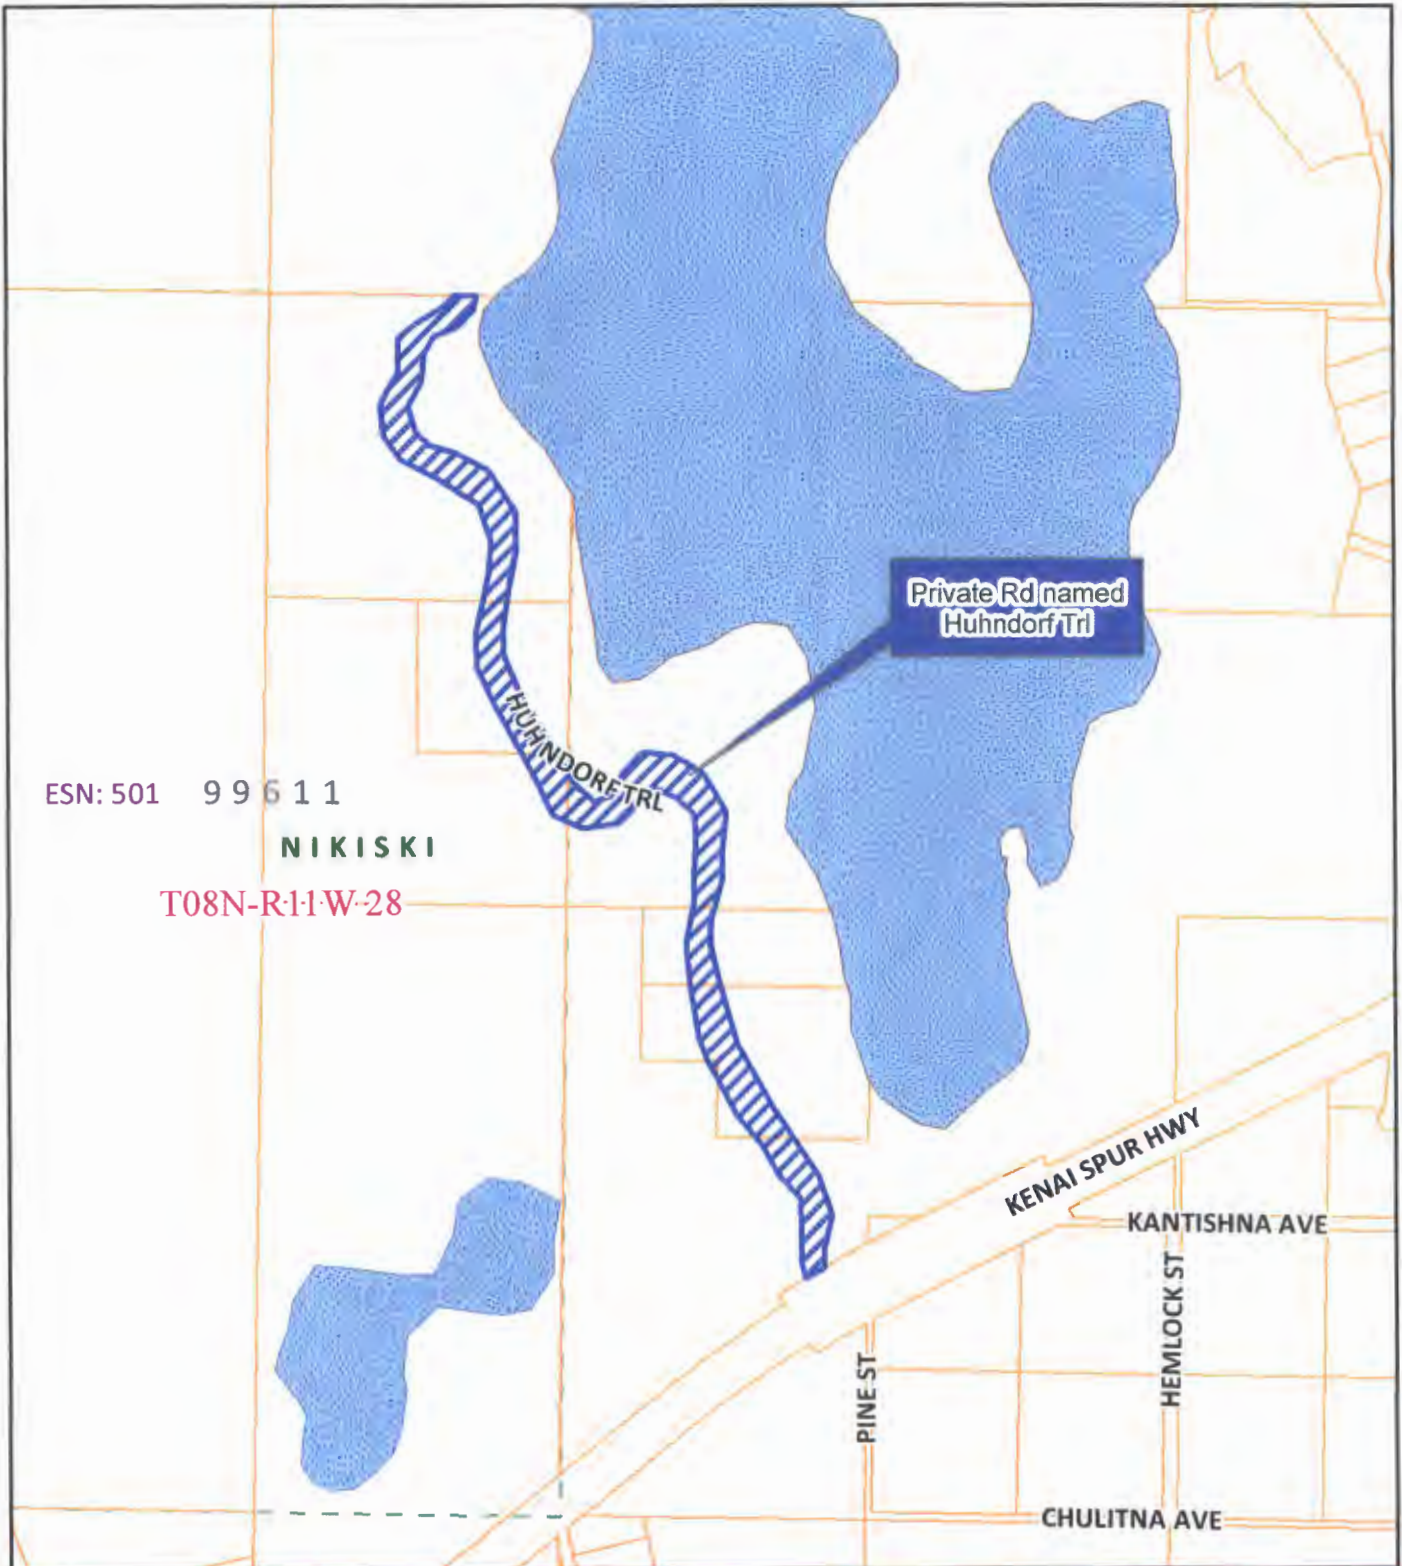 Private Rd named
Huhndorf Trl
HUHNDORF TRL
ESN: 501 99611
NIKISKI
T08N-R11W-28
KENAI SPUR HWY
KANTISHNA AVE
HEMLOCK ST
PINE ST
CHULITNA AVE